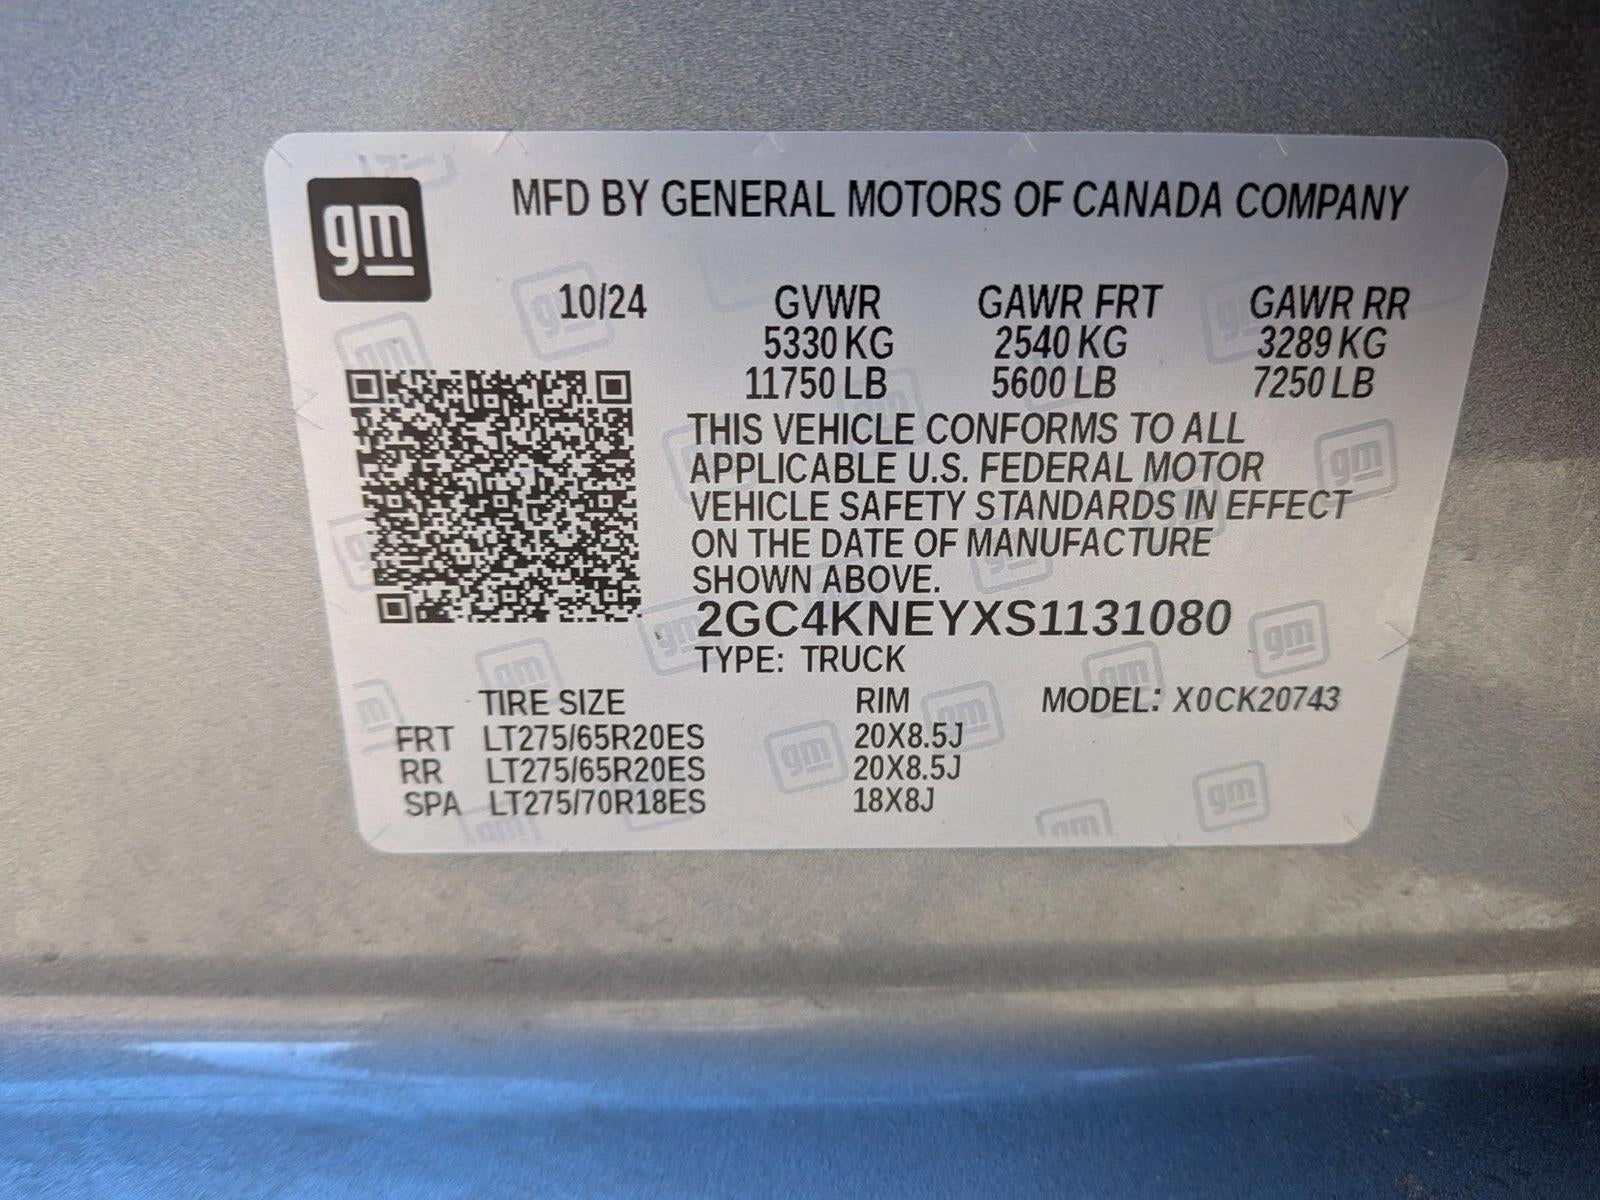 gm
MFD BY GENERAL MOTORS OF CANADA COMPANY
10/24 GVWR GAWR FRT GAWR RR
5330 KG 2540 KG 3289 KG
11750 LB 5600 LB 7250 LB
THIS VEHICLE CONFORMS TO ALL
APPLICABLE U.S. FEDERAL MOTOR
VEHICLE SAFETY STANDARDS IN EFFECT
ON THE DATE OF MANUFACTURE
SHOWN ABOVE.
2GC4KNEYXS1131080
TYPE: TRUCK
TIRE SIZE RIM MODEL: X0CK20743
FRT LT275/65R20ES 20X8.5J
RR LT275/65R20ES 20X8.5J
SPA LT275/70R18ES 18X8J